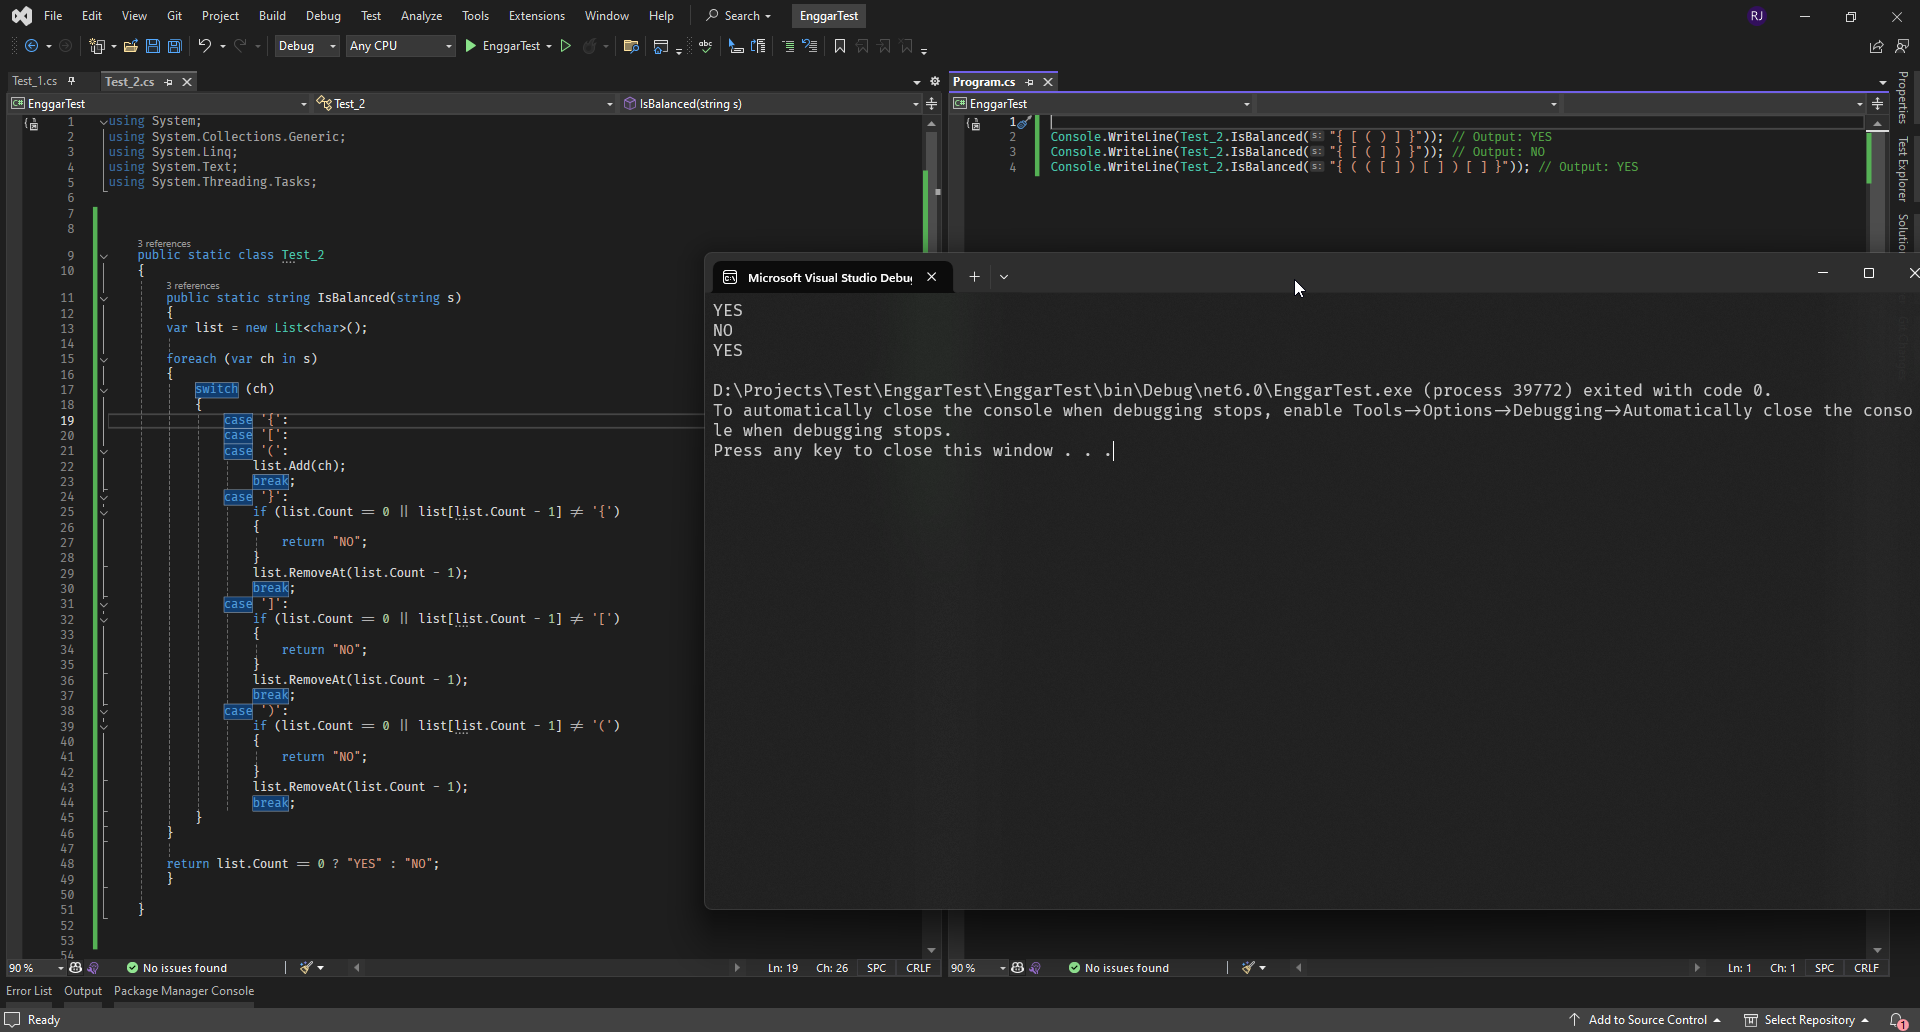 File Edit View Git Project Build Debug Test Analyze Tools Extensions Window Help Search EnggarTest RJ
Debug Any CPU EnggarTest
Test_1.cs Test_2.cs
EnggarTest Test_2 IsBalanced(string s)
1 using System;
2 using System.Collections.Generic;
3 using System.Linq;
4 using System.Text;
5 using System.Threading.Tasks;
6
7
8
3 references
9 public static class Test_2
10 {
3 references
11 public static string IsBalanced(string s)
12 {
13 var list = new List<char>();
14
15 foreach (var ch in s)
16 {
17 switch (ch)
18 {
19 case '{':
20 case '[':
21 case '(':
22 list.Add(ch);
23 break;
24 case '}':
25 if (list.Count == 0 || list[list.Count - 1] ≠ '{')
26 {
27 return "NO";
28 }
29 list.RemoveAt(list.Count - 1);
30 break;
31 case ']':
32 if (list.Count == 0 || list[list.Count - 1] ≠ '[')
33 {
34 return "NO";
35 }
36 list.RemoveAt(list.Count - 1);
37 break;
38 case ')':
39 if (list.Count == 0 || list[list.Count - 1] ≠ '(')
40 {
41 return "NO";
42 }
43 list.RemoveAt(list.Count - 1);
44 break;
45 }
46 }
47
48 return list.Count == 0 ? "YES" : "NO";
49 }
50
51 }
52
53
54
90 % No issues found Ln: 19 Ch: 26 SPC CRLF
Program.cs
EnggarTest
1
2 Console.WriteLine(Test_2.IsBalanced(s: "{ [ ( ) ] }")); // Output: YES
3 Console.WriteLine(Test_2.IsBalanced(s: "{ [ ( ] ) }")); // Output: NO
4 Console.WriteLine(Test_2.IsBalanced(s: "{ ( ( [ ] ) [ ] ) [ ] }")); // Output: YES
Properties
Test Explorer
Microsoft Visual Studio Debu
YES
NO
YES
D:\Projects\Test\EnggarTest\EnggarTest\bin\Debug\net6.0\EnggarTest.exe (process 39772) exited with code 0.
To automatically close the console when debugging stops, enable Tools→Options→Debugging→Automatically close the conso
le when debugging stops.
Press any key to close this window . . .
90 % No issues found Ln: 1 Ch: 1 SPC CRLF
Error List Output Package Manager Console
Ready Add to Source Control Select Repository 1